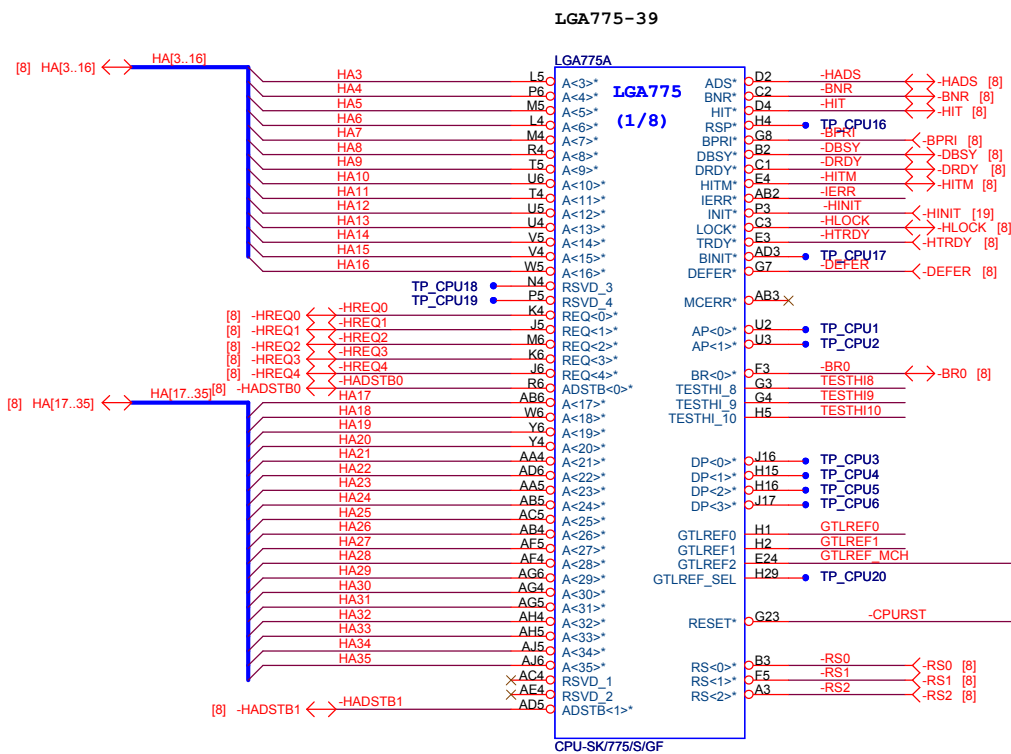 LGA775-39
LGA775A
LGA775
(1/8)
[8] HA[3..16] HA[3..16]
HA3 L5 A<3>*
HA4 P6 A<4>*
HA5 M5 A<5>*
HA6 L4 A<6>*
HA7 M4 A<7>*
HA8 R4 A<8>*
HA9 T5 A<9>*
HA10 U6 A<10>*
HA11 T4 A<11>*
HA12 U5 A<12>*
HA13 U4 A<13>*
HA14 V5 A<14>*
HA15 V4 A<15>*
HA16 W5 A<16>*
TP_CPU18 N4 RSVD_3
TP_CPU19 P5 RSVD_4
[8] -HREQ0 -HREQ0 K4 REQ<0>*
[8] -HREQ1 -HREQ1 J5 REQ<1>*
[8] -HREQ2 -HREQ2 M6 REQ<2>*
[8] -HREQ3 -HREQ3 K6 REQ<3>*
[8] -HREQ4 -HREQ4 J6 REQ<4>*
[8] -HADSTB0 -HADSTB0 R6 ADSTB<0>*
[8] HA[17..35] HA[17..35]
HA17 AB6 A<17>*
HA18 W6 A<18>*
HA19 Y6 A<19>*
HA20 Y4 A<20>*
HA21 AA4 A<21>*
HA22 AD6 A<22>*
HA23 AA5 A<23>*
HA24 AB5 A<24>*
HA25 AC5 A<25>*
HA26 AB4 A<26>*
HA27 AF5 A<27>*
HA28 AF4 A<28>*
HA29 AG6 A<29>*
HA30 AG4 A<30>*
HA31 AG5 A<31>*
HA32 AH4 A<32>*
HA33 AH5 A<33>*
HA34 AJ5 A<34>*
HA35 AJ6 A<35>*
AC4 RSVD_1
AE4 RSVD_2
[8] -HADSTB1 -HADSTB1 AD5 ADSTB<1>*
ADS* D2 -HADS -HADS [8]
BNR* C2 -BNR -BNR [8]
HIT* D4 -HIT -HIT [8]
RSP* H4 TP_CPU16
BPRI* G8 -BPRI -BPRI [8]
DBSY* B2 -DBSY -DBSY [8]
DRDY* C1 -DRDY -DRDY [8]
HITM* E4 -HITM -HITM [8]
IERR* AB2 -IERR
INIT* P3 -HINIT -HINIT [19]
LOCK* C3 -HLOCK -HLOCK [8]
TRDY* E3 -HTRDY -HTRDY [8]
BINIT* AD3 TP_CPU17
DEFER* G7 -DEFER -DEFER [8]
MCERR* AB3
AP<0>* U2 TP_CPU1
AP<1>* U3 TP_CPU2
BR<0>* F3 -BR0 -BR0 [8]
TESTHI_8 G3 TESTHI8
TESTHI_9 G4 TESTHI9
TESTHI_10 H5 TESTHI10
DP<0>* J16 TP_CPU3
DP<1>* H15 TP_CPU4
DP<2>* H16 TP_CPU5
DP<3>* J17 TP_CPU6
GTLREF0 H1 GTLREF0
GTLREF1 H2 GTLREF1
GTLREF2 E24 GTLREF_MCH
GTLREF_SEL H29 TP_CPU20
RESET* G23 -CPURST
RS<0>* B3 -RS0 -RS0 [8]
RS<1>* F5 -RS1 -RS1 [8]
RS<2>* A3 -RS2 -RS2 [8]
CPU-SK/775/S/GF